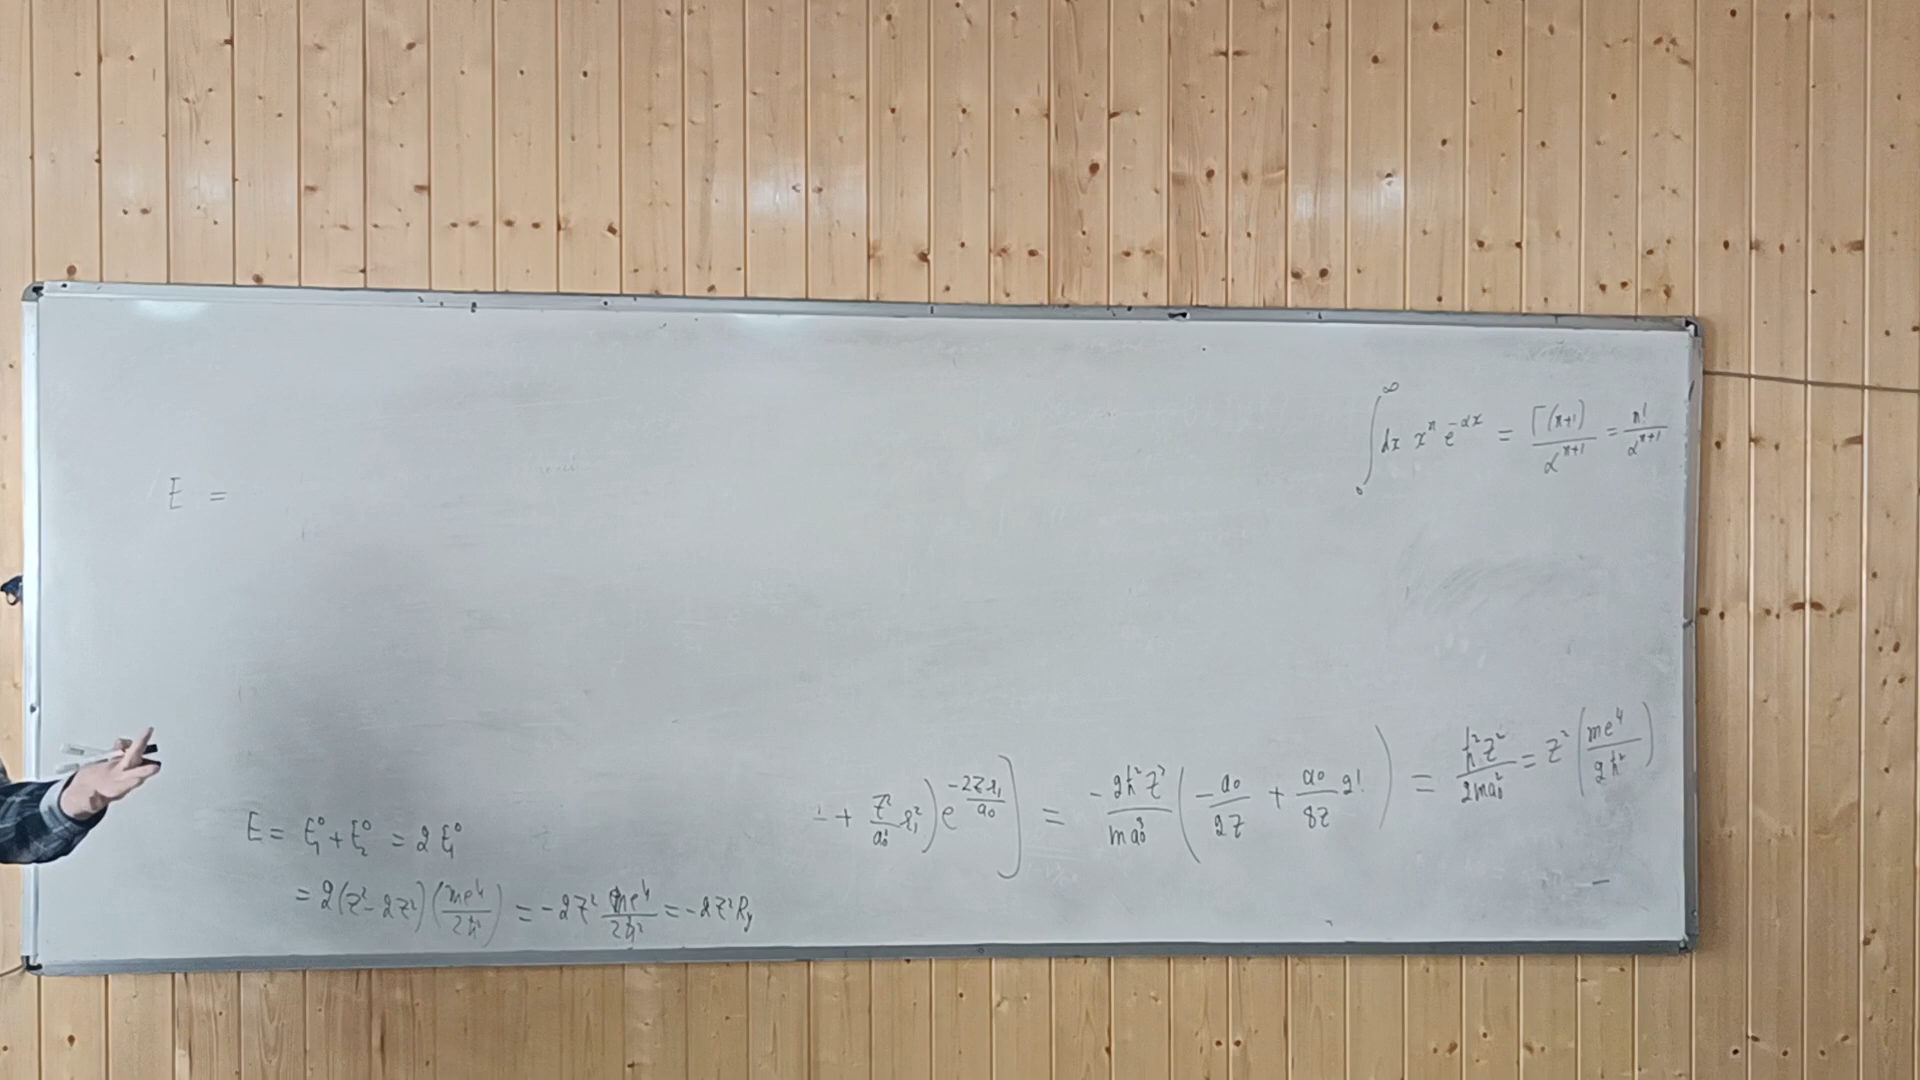 ∫₀^∞ dx xⁿ e^{-αx} = Γ(n+1)/α^{n+1} = n!/α^{n+1}
E =
+ Z²/a₀² r₁²) e^{-2Zr₁/a₀} ] = -2ħ²Z³/ma₀³ ( -a₀/2Z + a₀/8Z 2! ) = ħ²Z²/2ma₀² = Z² (me⁴/2ħ²)
E = E₁⁰ + E₂⁰ = 2 E₁⁰
= 2(Z² - 2Z²) (me⁴/2ħ²) = -2Z² me⁴/2ħ² = -2Z² Ry